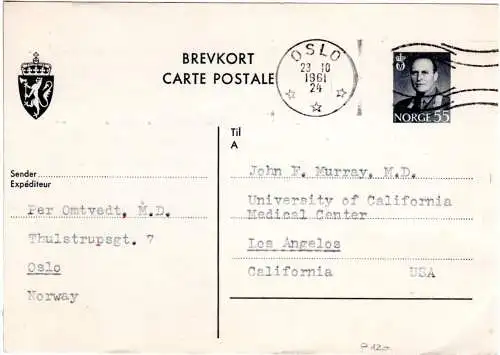 BREVKORT
CARTE POSTALE
OSLO
23 10
1961
24
NORGE 55
Til
A
Sender
Expéditeur
Per Omtvedt, M.D.
Thulstrupsgt. 7
Oslo
Norway
John F. Murray, M.D.
University of California
Medical Center
Los Angelos
California USA